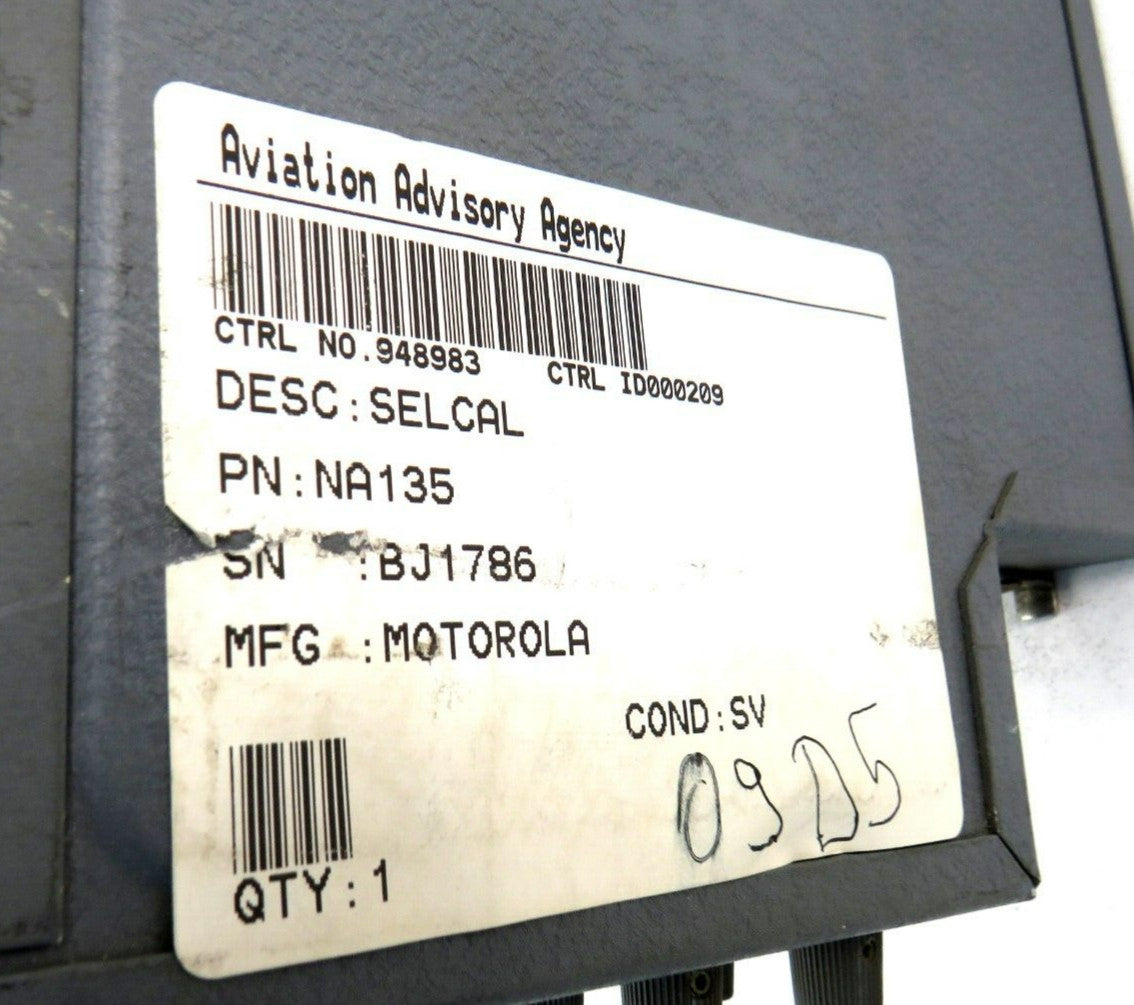 Aviation Advisory Agency
CTRL NO.948983 CTRL ID000209
DESC:SELCAL
PN:NA135
SN :BJ1786
MFG :MOTOROLA
COND:SV
09D5
QTY:1